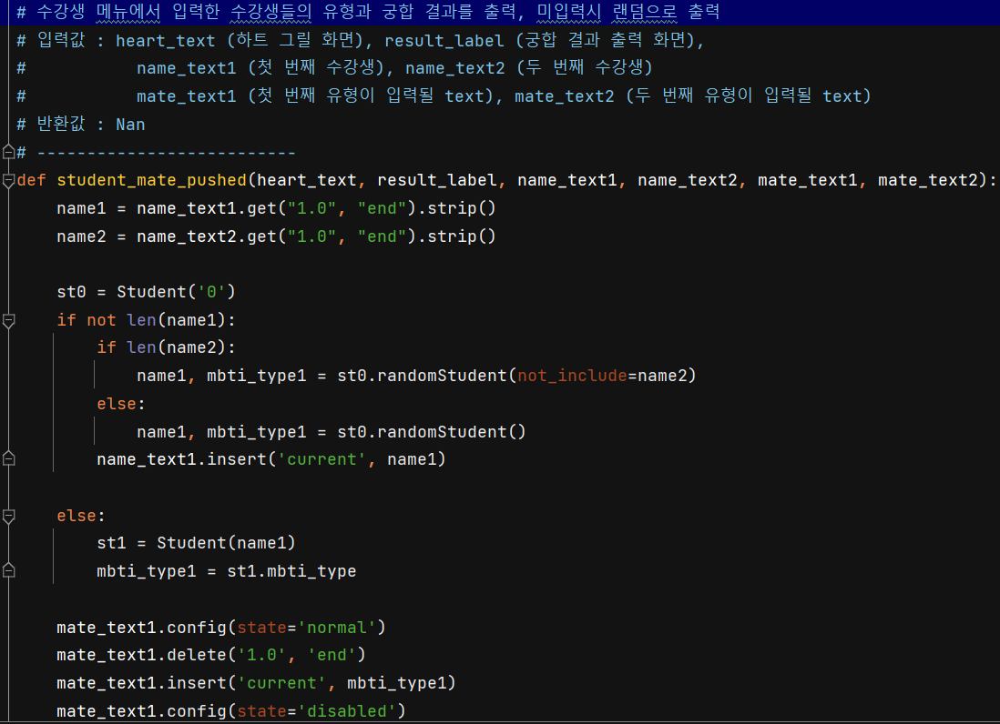 # 수강생 메뉴에서 입력한 수강생들의 유형과 궁합 결과를 출력, 미입력시 랜덤으로 출력
# 입력값 : heart_text (하트 그릴 화면), result_label (궁합 결과 출력 화면),
#           name_text1 (첫 번째 수강생), name_text2 (두 번째 수강생)
#           mate_text1 (첫 번째 유형이 입력될 text), mate_text2 (두 번째 유형이 입력될 text)
# 반환값 : Nan
# --------------------------
def student_mate_pushed(heart_text, result_label, name_text1, name_text2, mate_text1, mate_text2):
    name1 = name_text1.get("1.0", "end").strip()
    name2 = name_text2.get("1.0", "end").strip()

    st0 = Student('0')
    if not len(name1):
        if len(name2):
            name1, mbti_type1 = st0.randomStudent(not_include=name2)
        else:
            name1, mbti_type1 = st0.randomStudent()
        name_text1.insert('current', name1)

    else:
        st1 = Student(name1)
        mbti_type1 = st1.mbti_type

    mate_text1.config(state='normal')
    mate_text1.delete('1.0', 'end')
    mate_text1.insert('current', mbti_type1)
    mate_text1.config(state='disabled')